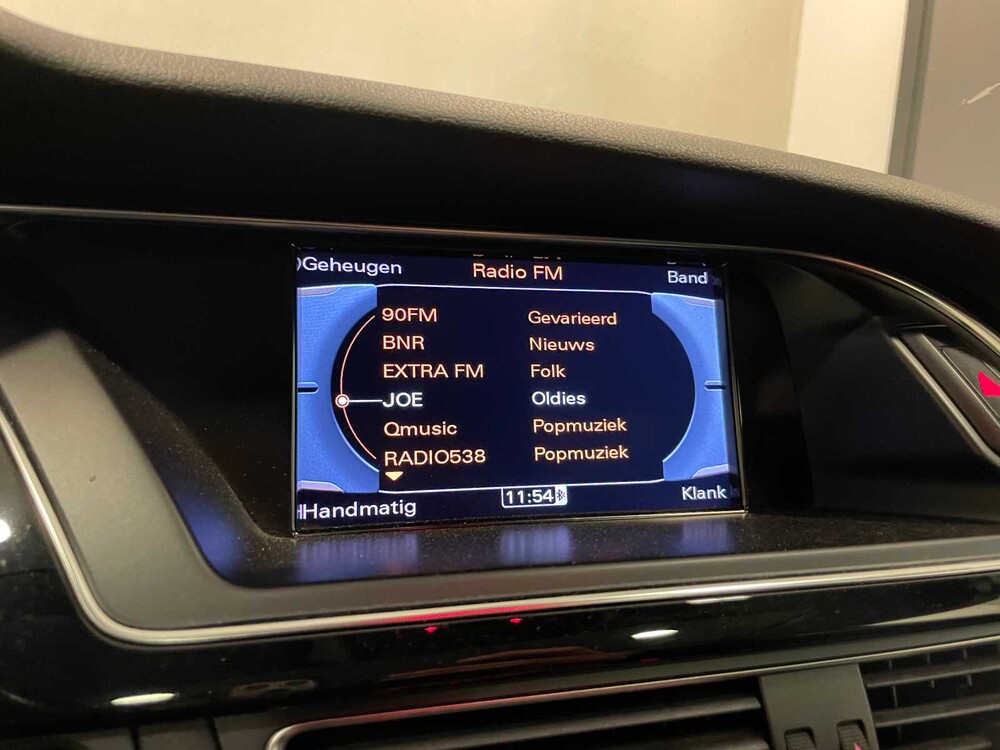 Geheugen Radio FM Band
90FM Gevarieerd
BNR Nieuws
EXTRA FM Folk
JOE Oldies
Qmusic Popmuziek
RADIO538 Popmuziek
Handmatig 11:54 Klank